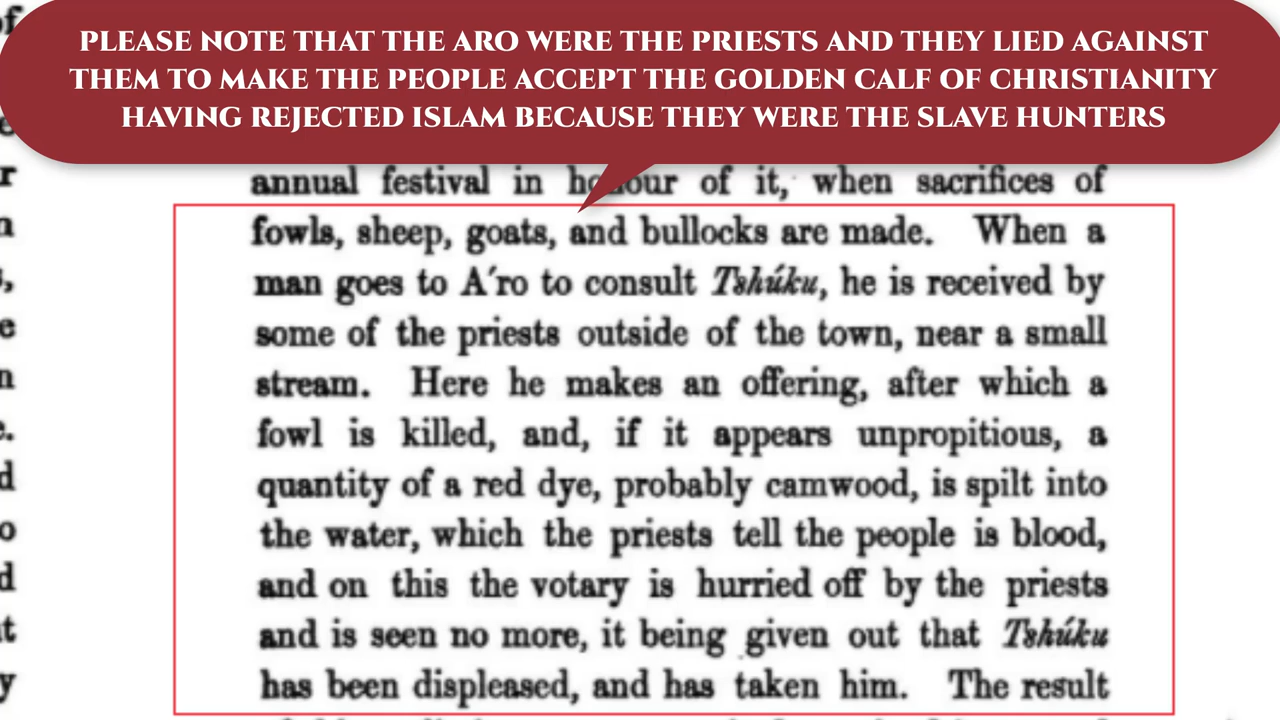 PLEASE NOTE THAT THE ARO WERE THE PRIESTS AND THEY LIED AGAINST
THEM TO MAKE THE PEOPLE ACCEPT THE GOLDEN CALF OF CHRISTIANITY
HAVING REJECTED ISLAM BECAUSE THEY WERE THE SLAVE HUNTERS
annual festival in honour of it, when sacrifices of
fowls, sheep, goats, and bullocks are made. When a
man goes to A´ro to consult Tshúku, he is received by
some of the priests outside of the town, near a small
stream. Here he makes an offering, after which a
fowl is killed, and, if it appears unpropitious, a
quantity of a red dye, probably camwood, is spilt into
the water, which the priests tell the people is blood,
and on this the votary is hurried off by the priests
and is seen no more, it being given out that Tshúku
has been displeased, and has taken him. The result